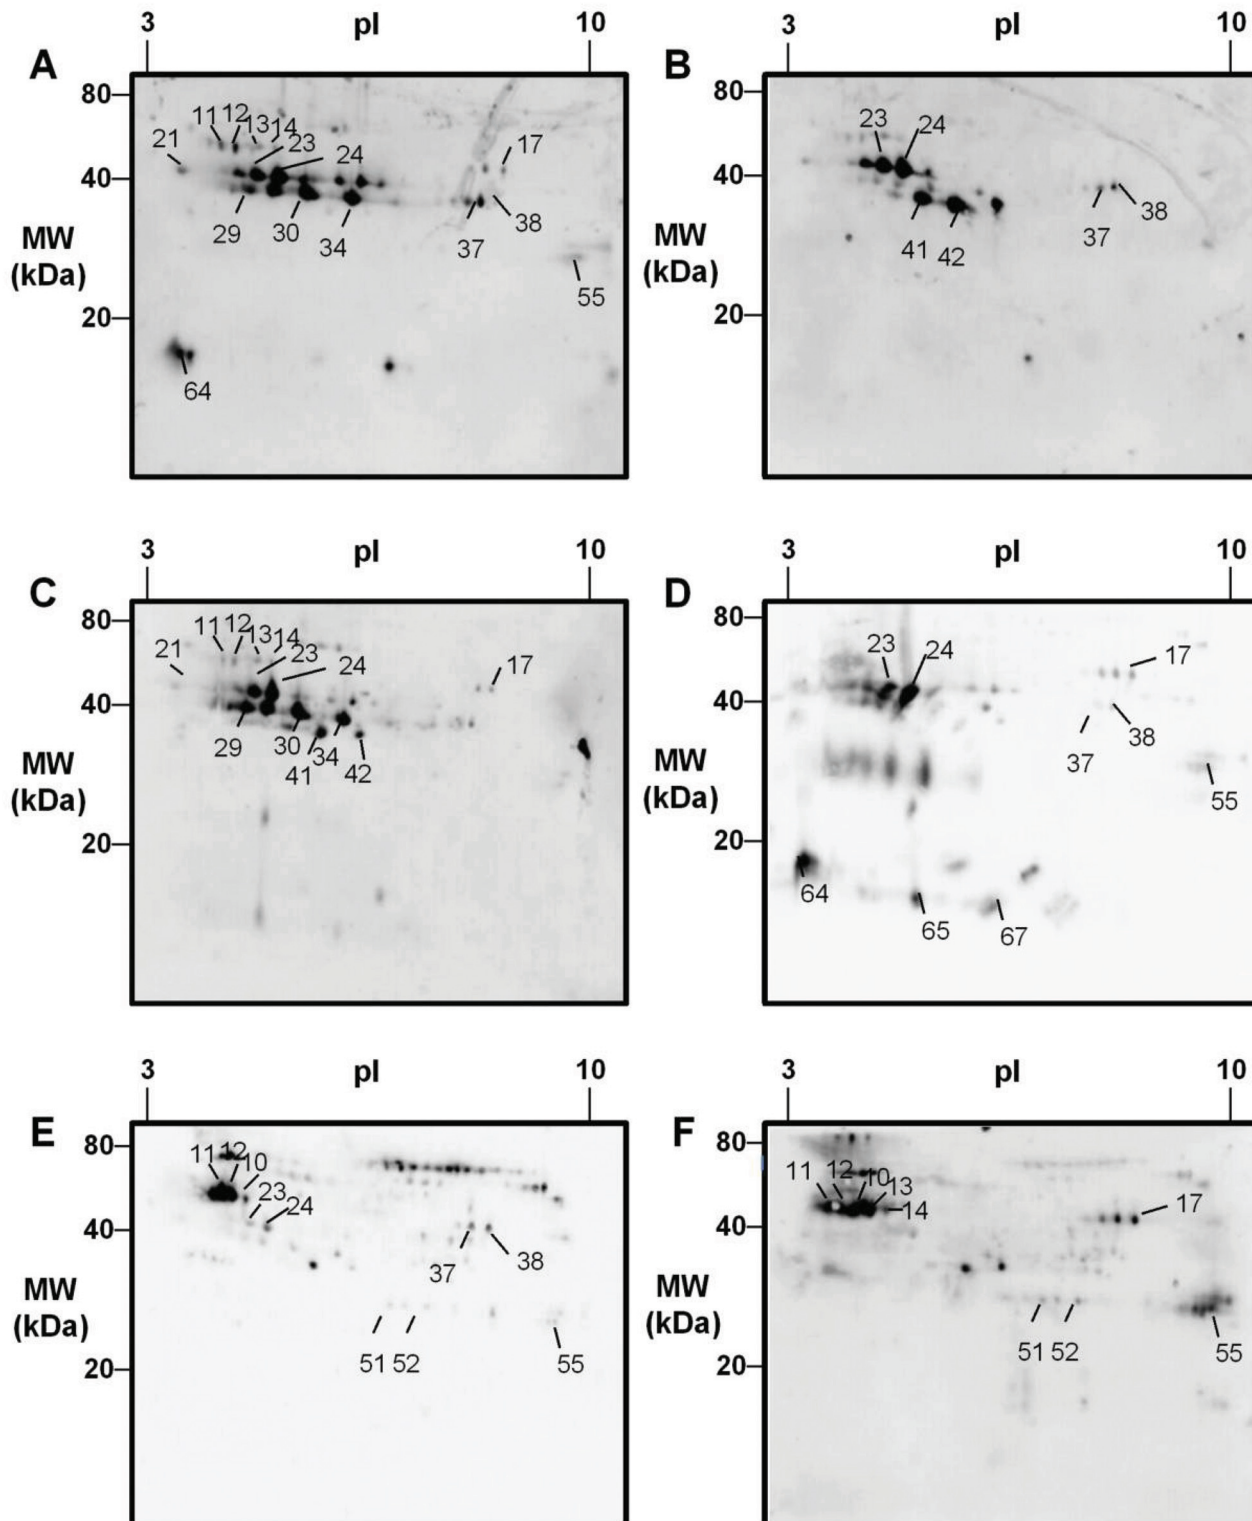 3 pI 10 3 pI 10
A B
80 80
11 12 13 14
21 23 17 23 24
24
40 40
29 30 34 37 38 41 42 37 38
MW (kDa) MW (kDa)
55
20 20
64
3 pI 10 3 pI 10
C D
80 80
11 12 13 14
21 23 24 17 23 24 17
40 40
29 30 34 41 42 37 38
MW (kDa) MW (kDa)
55
20 20
64 65 67
3 pI 10 3 pI 10
E F
80 80
11 12 10 11 12 10 13
23 24 14 17
40 40
37 38
MW (kDa) MW (kDa)
51 52 55 51 52 55
20 20